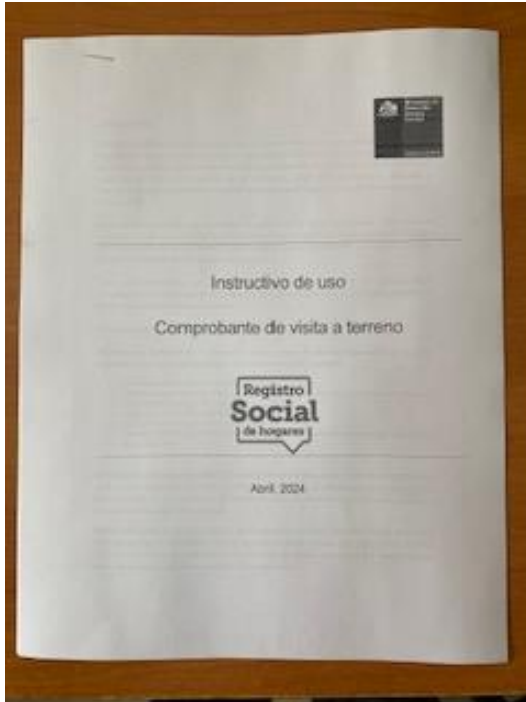 Instructivo de uso
Comprobante de visita a terreno
Registro
Social
de hogares
Abril, 2024